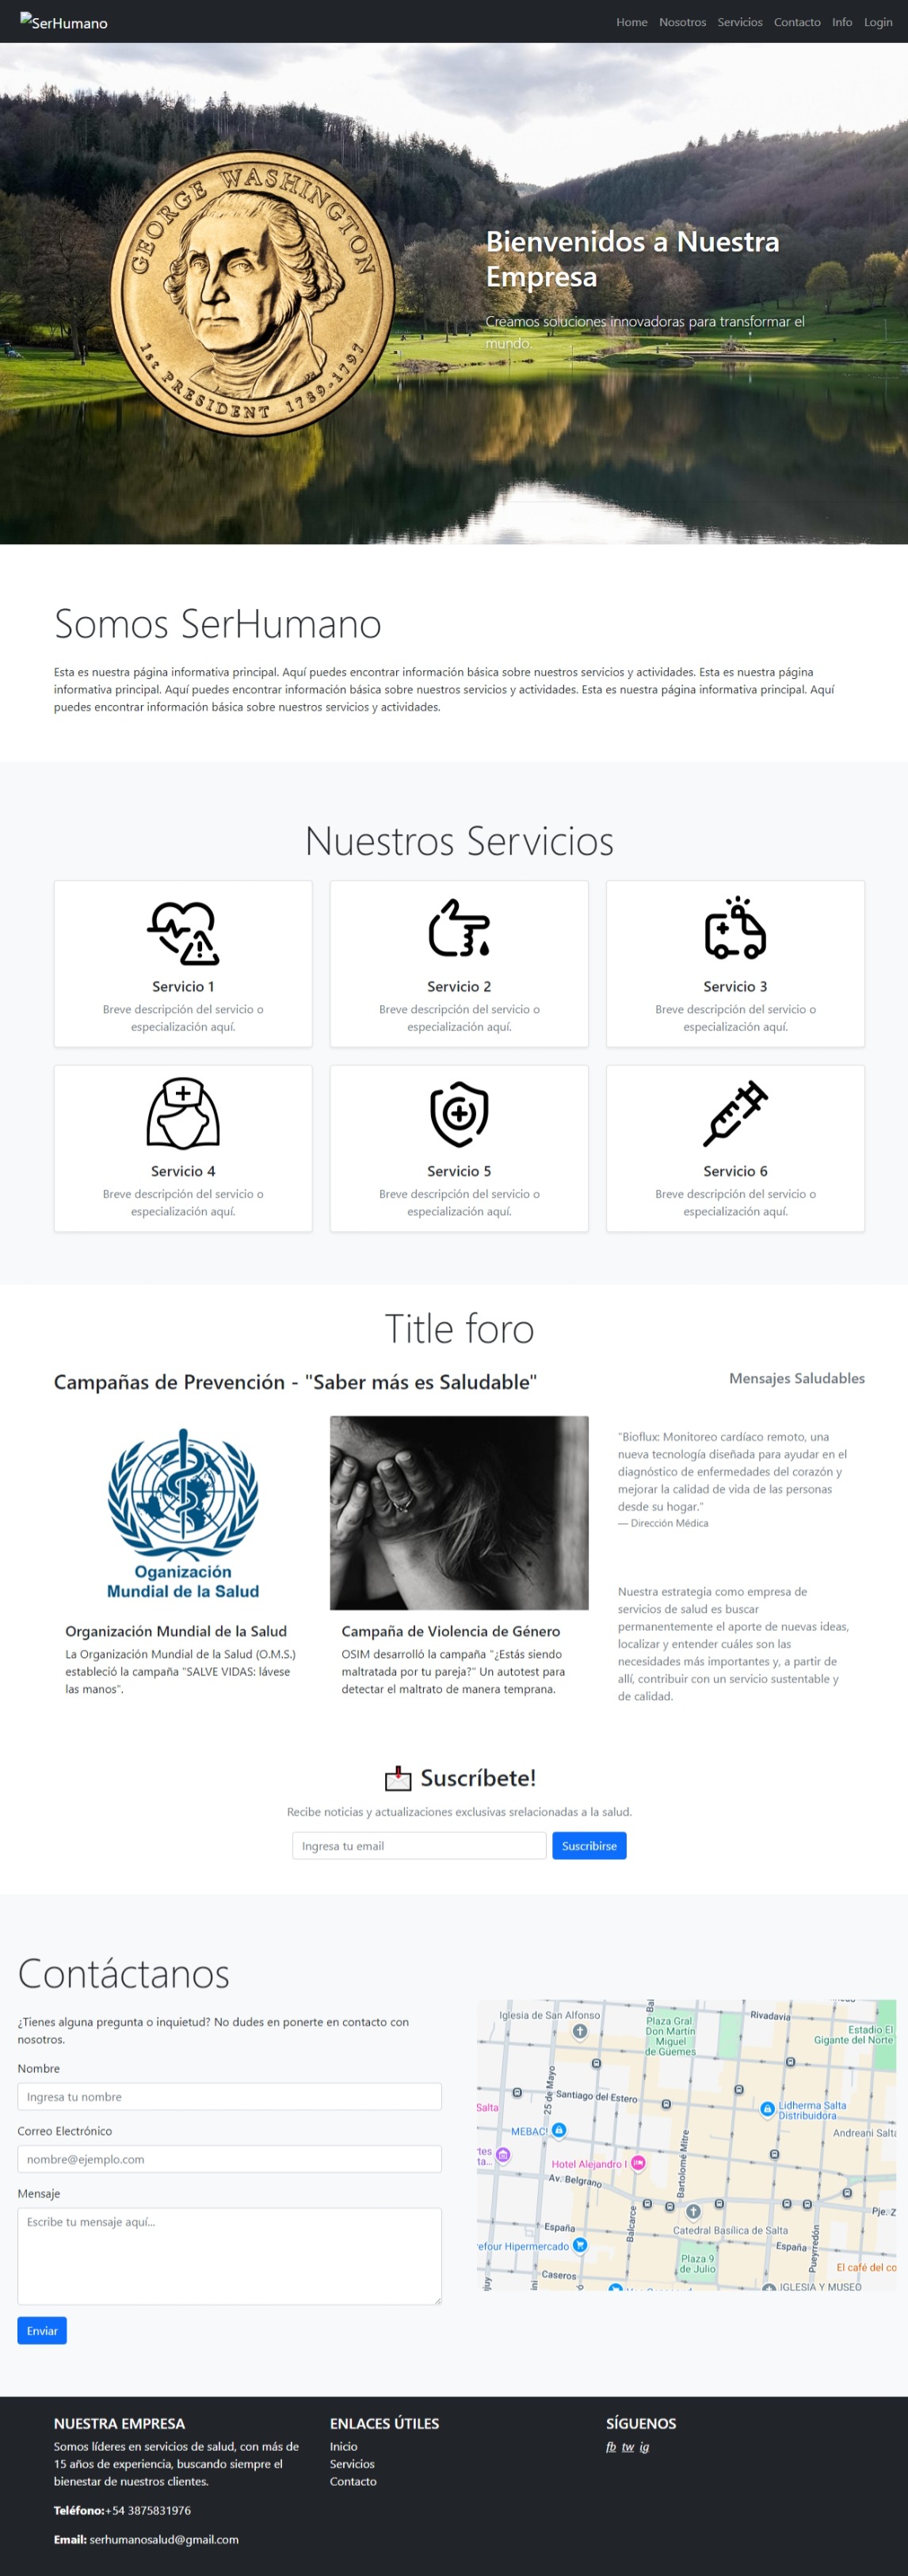 SerHumano
Home Nosotros Servicios Contacto Info Login
GEORGE WASHINGTON
1st PRESIDENT 1789-1797
Bienvenidos a Nuestra
Empresa
Creamos soluciones innovadoras para transformar el
mundo.
Somos SerHumano
Esta es nuestra página informativa principal. Aquí puedes encontrar información básica sobre nuestros servicios y actividades. Esta es nuestra página
informativa principal. Aquí puedes encontrar información básica sobre nuestros servicios y actividades. Esta es nuestra página informativa principal. Aquí
puedes encontrar información básica sobre nuestros servicios y actividades.
Nuestros Servicios
Servicio 1
Breve descripción del servicio o
especialización aquí.
Servicio 2
Breve descripción del servicio o
especialización aquí.
Servicio 3
Breve descripción del servicio o
especialización aquí.
Servicio 4
Breve descripción del servicio o
especialización aquí.
Servicio 5
Breve descripción del servicio o
especialización aquí.
Servicio 6
Breve descripción del servicio o
especialización aquí.
Title foro
Campañas de Prevención - "Saber más es Saludable"
Oganización
Mundial de la Salud
Organización Mundial de la Salud
La Organización Mundial de la Salud (O.M.S.)
estableció la campaña "SALVE VIDAS: lávese
las manos".
Campaña de Violencia de Género
OSIM desarrolló la campaña "¿Estás siendo
maltratada por tu pareja?" Un autotest para
detectar el maltrato de manera temprana.
Mensajes Saludables
"Bioflux: Monitoreo cardíaco remoto, una
nueva tecnología diseñada para ayudar en el
diagnóstico de enfermedades del corazón y
mejorar la calidad de vida de las personas
desde su hogar."
— Dirección Médica
Nuestra estrategia como empresa de
servicios de salud es buscar
permanentemente el aporte de nuevas ideas,
localizar y entender cuáles son las
necesidades más importantes y, a partir de
allí, contribuir con un servicio sustentable y
de calidad.
📩 Suscríbete!
Recibe noticias y actualizaciones exclusivas srelacionadas a la salud.
Ingresa tu email
Suscribirse
Contáctanos
¿Tienes alguna pregunta o inquietud? No dudes en ponerte en contacto con
nosotros.
Nombre
Ingresa tu nombre
Correo Electrónico
nombre@ejemplo.com
Mensaje
Escribe tu mensaje aquí...
Enviar
Iglesia de San Alfonso
Plaza Gral.
Don Martín
Miguel
de Guemes
Rivadavia
Estadio El
Gigante del Norte
25 de Mayo
Santiago del Estero
Salta
Lidherma Salta
Distribuidora
MEBAC
Andreani Salta
Hotel Alejandro I
Bartolomé Mitre
Av. Belgrano
Balcarce
Pje. Z
España
Catedral Basílica de Salta
España
Pueyrredón
refour Hipermercado
Plaza 9
de Julio
El café del co
Caseros
IGLESIA Y MUSEO
NUESTRA EMPRESA
Somos líderes en servicios de salud, con más de
15 años de experiencia, buscando siempre el
bienestar de nuestros clientes.
Teléfono:+54 3875831976
Email: serhumanosalud@gmail.com
ENLACES ÚTILES
Inicio
Servicios
Contacto
SÍGUENOS
fb tw ig